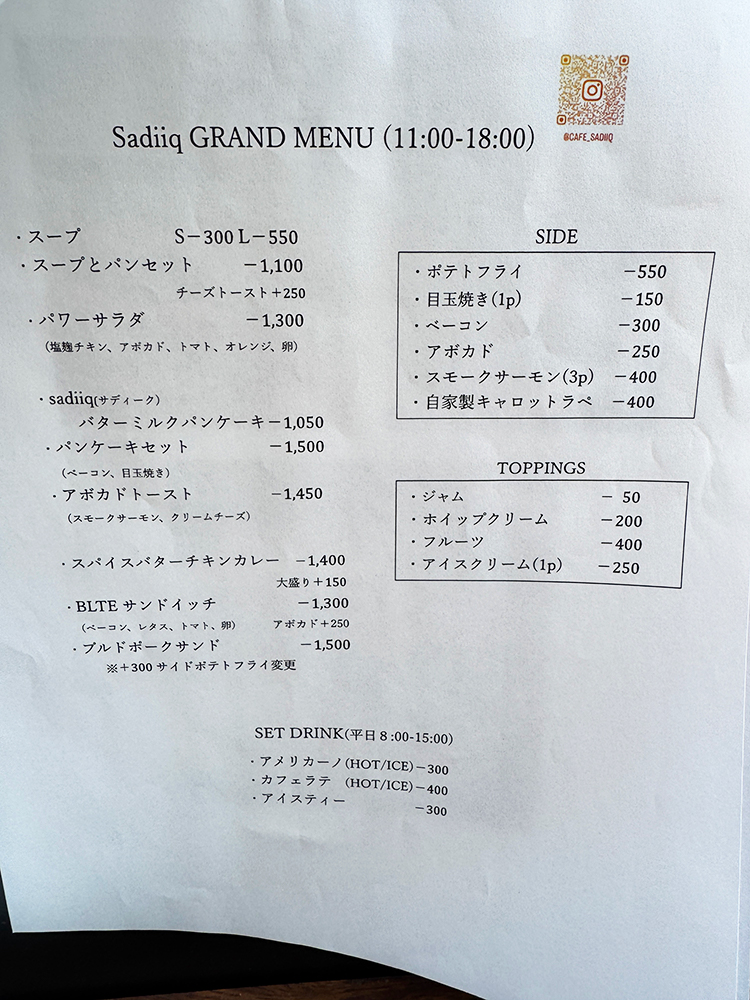 @CAFE_SADIIQ
Sadiiq GRAND MENU (11:00-18:00)
・スープ S−300 L−550
・スープとパンセット −1,100
チーズトースト+250
・パワーサラダ −1,300
(塩麹チキン、アボカド、トマト、オレンジ、卵)
・sadiiq(サディーク)
バターミルクパンケーキ−1,050
・パンケーキセット −1,500
(ベーコン、目玉焼き)
・アボカドトースト −1,450
(スモークサーモン、クリームチーズ)
・スパイスバターチキンカレー −1,400
大盛り+150
・BLTE サンドイッチ −1,300
(ベーコン、レタス、トマト、卵) アボカド+250
・プルドポークサンド −1,500
※+300 サイドポテトフライ変更
SIDE
・ポテトフライ −550
・目玉焼き(1p) −150
・ベーコン −300
・アボカド −250
・スモークサーモン(3p) −400
・自家製キャロットラペ −400
TOPPINGS
・ジャム − 50
・ホイップクリーム −200
・フルーツ −400
・アイスクリーム(1p) −250
SET DRINK(平日 8 :00-15:00)
・アメリカーノ (HOT/ICE)−300
・カフェラテ (HOT/ICE)−400
・アイスティー −300